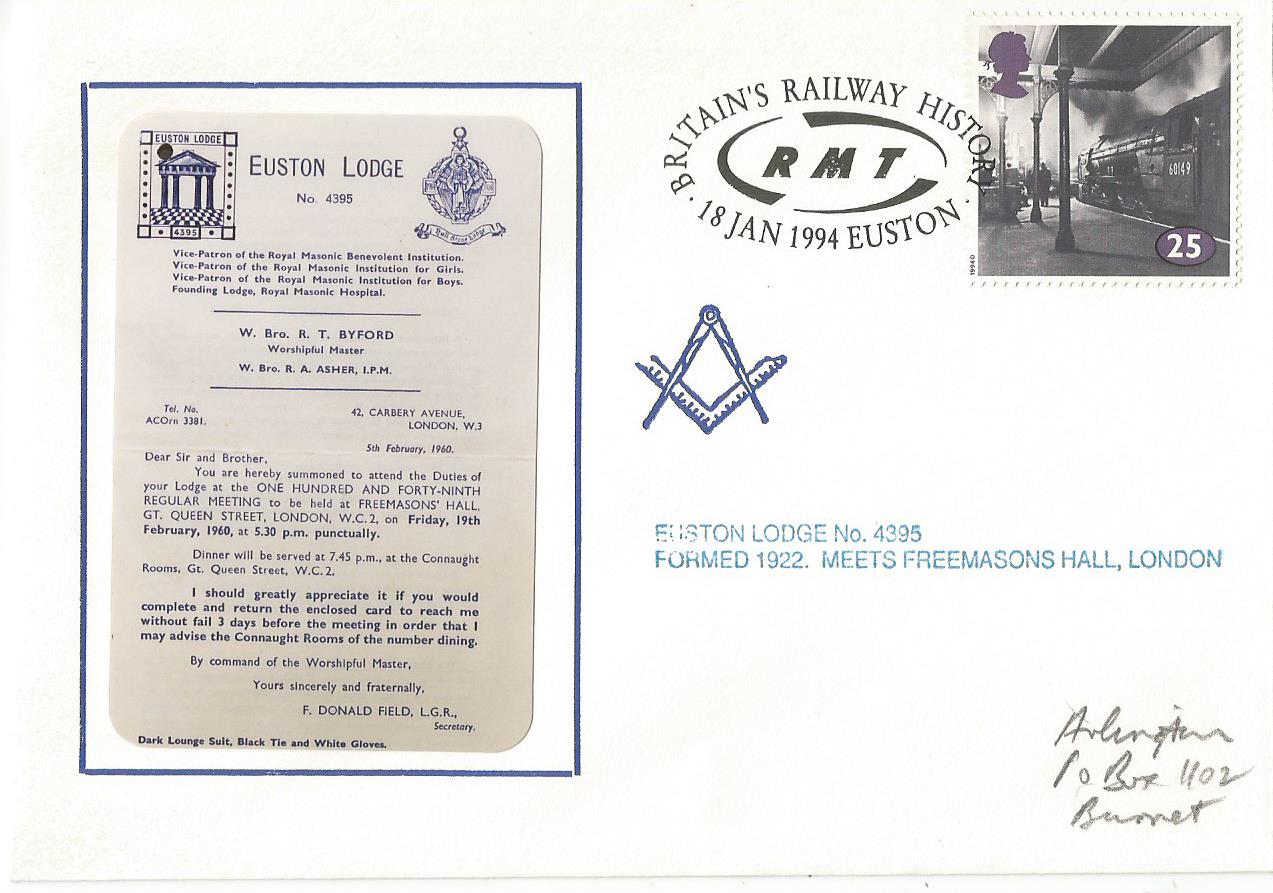 EUSTON LODGE
4395
EUSTON LODGE
No. 4395
Vice-Patron of the Royal Masonic Benevolent Institution.
Vice-Patron of the Royal Masonic Institution for Girls.
Vice-Patron of the Royal Masonic Institution for Boys.
Founding Lodge, Royal Masonic Hospital.
W. Bro. R. T. BYFORD
Worshipful Master
W. Bro. R. A. ASHER, I.P.M.
Tel. No.
ACOrn 3381.
42, CARBERY AVENUE,
LONDON, W.3
5th February, 1960.
Dear Sir and Brother,
You are hereby summoned to attend the Duties of
your Lodge at the ONE HUNDRED AND FORTY-NINTH
REGULAR MEETING to be held at FREEMASONS' HALL,
GT. QUEEN STREET, LONDON, W.C.2, on Friday, 19th
February, 1960, at 5.30 p.m. punctually.
Dinner will be served at 7.45 p.m., at the Connaught
Rooms, Gt. Queen Street, W.C.2.
I should greatly appreciate it if you would
complete and return the enclosed card to reach me
without fail 3 days before the meeting in order that I
may advise the Connaught Rooms of the number dining.
By command of the Worshipful Master,
Yours sincerely and fraternally,
F. DONALD FIELD, L.G.R.,
Secretary.
Dark Lounge Suit, Black Tie and White Gloves.
BRITAIN'S RAILWAY HISTORY
RMT
· 18 JAN 1994 EUSTON ·
60149
25
EUSTON LODGE No. 4395
FORMED 1922. MEETS FREEMASONS HALL, LONDON
Arlington
PO Box 1102
Burnet